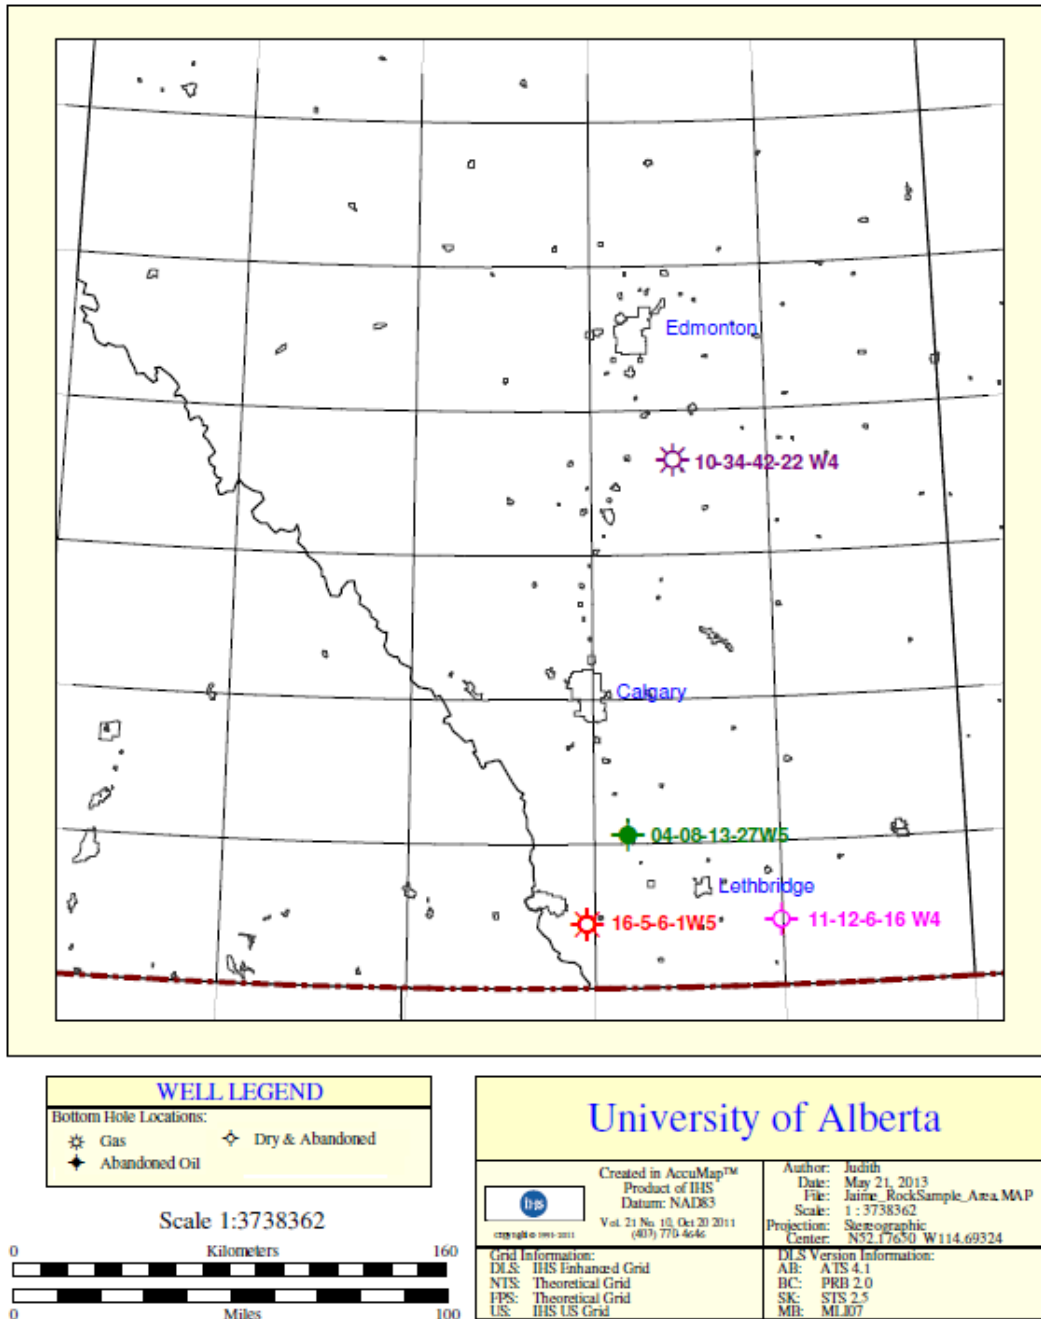 Edmonton
10-34-42-22 W4
Calgary
04-08-13-27W5
Lethbridge
16-5-6-1W5
11-12-6-16 W4
WELL LEGEND
Bottom Hole Locations:
Gas
Dry & Abandoned
Abandoned Oil
Scale 1:3738362
0 Kilometers 160
0 Miles 100
University of Alberta
IHS
Copyright © 1991-2011
Created in AccuMap™
Product of IHS
Datum: NAD83
Vol. 21 No. 10, Oct 20 2011
(403) 770-4646
Author: Judith
Date: May 21, 2013
File: Jaime_RockSample_Area.MAP
Scale: 1 : 3738362
Projection: Stereographic
Center: N52.17650 W114.69324
Grid Information:
DLS: IHS Enhanced Grid
NTS: Theoretical Grid
FPS: Theoretical Grid
US: IHS US Grid
DLS Version Information:
AB: ATS 4.1
BC: PRB 2.0
SK: STS 2.5
MB: MLI07